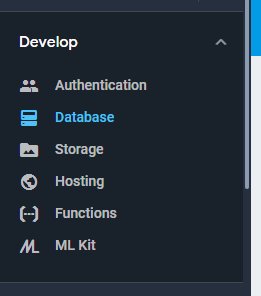 Develop
Authentication
Database
Storage
Hosting
Functions
ML Kit